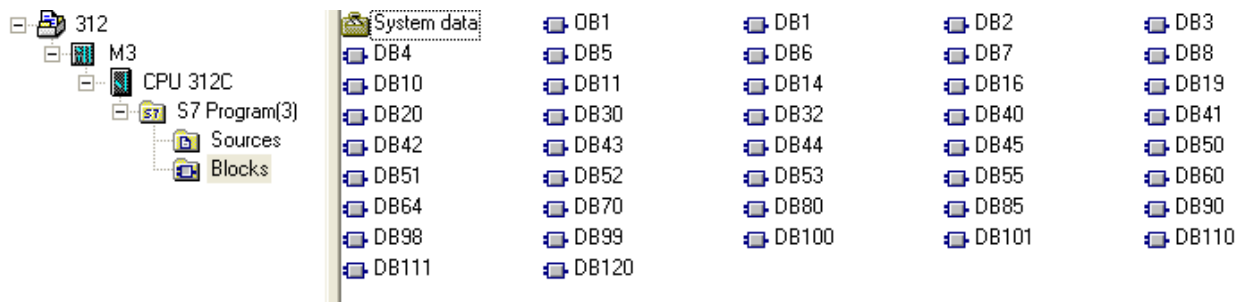 312
M3
CPU 312C
S7 Program(3)
Sources
Blocks
System data OB1 DB1 DB2 DB3
DB4 DB5 DB6 DB7 DB8
DB10 DB11 DB14 DB16 DB19
DB20 DB30 DB32 DB40 DB41
DB42 DB43 DB44 DB45 DB50
DB51 DB52 DB53 DB55 DB60
DB64 DB70 DB80 DB85 DB90
DB98 DB99 DB100 DB101 DB110
DB111 DB120